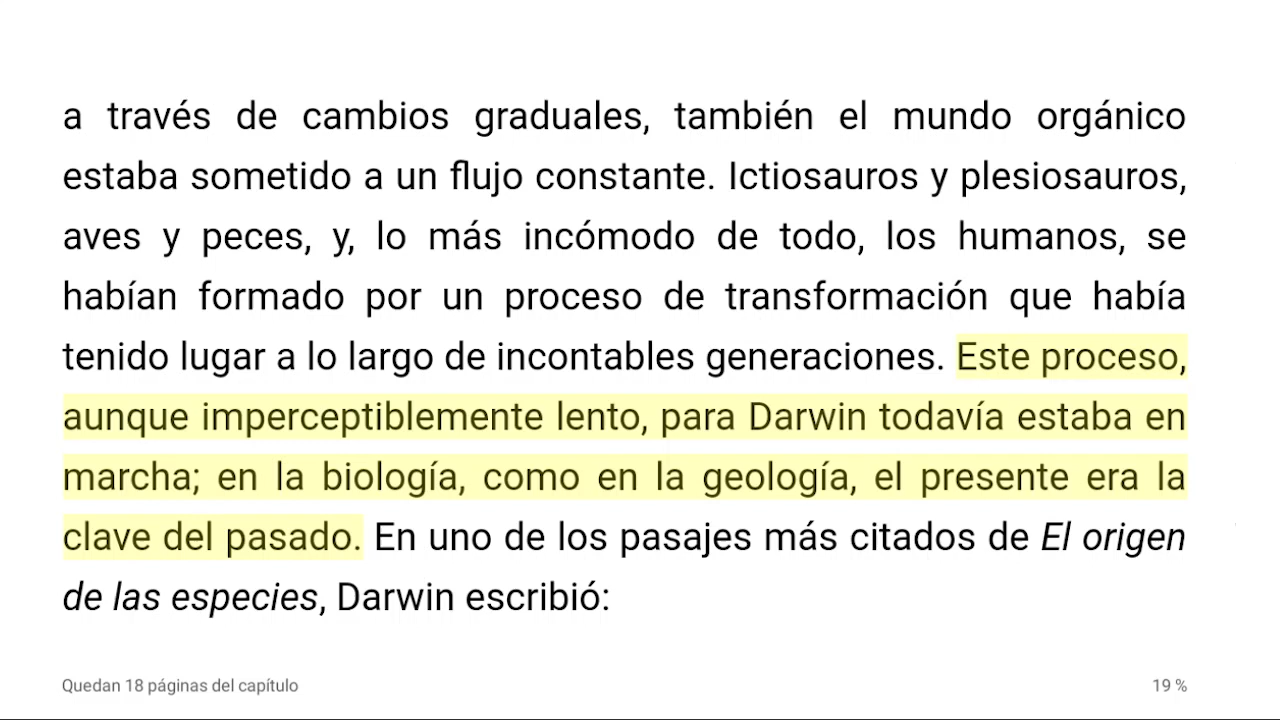 a través de cambios graduales, también el mundo orgánico
estaba sometido a un flujo constante. Ictiosauros y plesiosauros,
aves y peces, y, lo más incómodo de todo, los humanos, se
habían formado por un proceso de transformación que había
tenido lugar a lo largo de incontables generaciones. Este proceso,
aunque imperceptiblemente lento, para Darwin todavía estaba en
marcha; en la biología, como en la geología, el presente era la
clave del pasado. En uno de los pasajes más citados de El origen
de las especies, Darwin escribió:
Quedan 18 páginas del capítulo
19 %